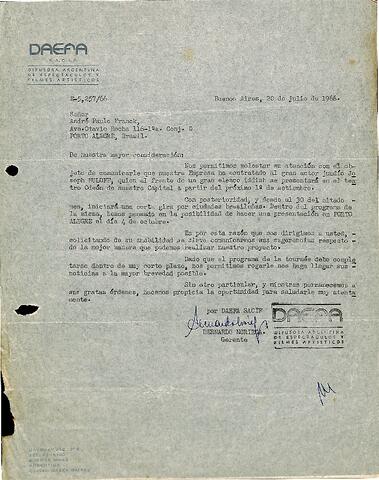 DAEFA
S.A.C.I.F.
DIFUSORA ARGENTINA
DE ESPECTACULOS Y
FILMES ARTISTICOS
E-5,257/66 Buenos Aires, 20 de julio de 1966.
Señor
André Paulo Franck,
Ava.Otavio Rocha 116-1ºa. Conj. D
PORTO ALEGRE, Brasil.
De nuestra mayor consideración:
Nos permitimos molestar su atención con el ob-
jeto de comunicarle que nuestra Empresa ha contratado al gran actor judío Jo
seph BULOFF, quien al frente de un gran elenco iddish se presentará en el tea
tro Odeón de nuestra Capital a partir del próximo 1º de setiembre.
Con posterioridad, y desde el 30 del citado
mes, iniciará una corta gira por ciudades brasileñas. Dentro del programa de
la misma, hemos pensado en la posibilidad de hacer una presentación en PORTO
ALEGRE el día 4 de octubre.
Es por esta razón que nos dirigimos a usted,
solicitando de su amabilidad se sirva comunicarnos sus sugerencias respecto
de la mejor manera que podamos realizar nuestro proyecto.
Dado que el programa de la tournée debe comple
tarse dentro de muy corto plazo, nos permitimos rogarle nos haga llegar sus
noticias a la mayor brevedad posible.
Sin otro particular, y mientras permanecemos a
sus gratas órdenes, hacemos propicia la oportunidad para saludarle muy atenta
mente.
por DAEFA SACIF
BERNARDO NORIEGA
Gerente
DAEFA
DIFUSORA ARGENTINA
DE ESPECTACULOS Y
FILMES ARTISTICOS
BUENOS AIRES
ARGENTINA